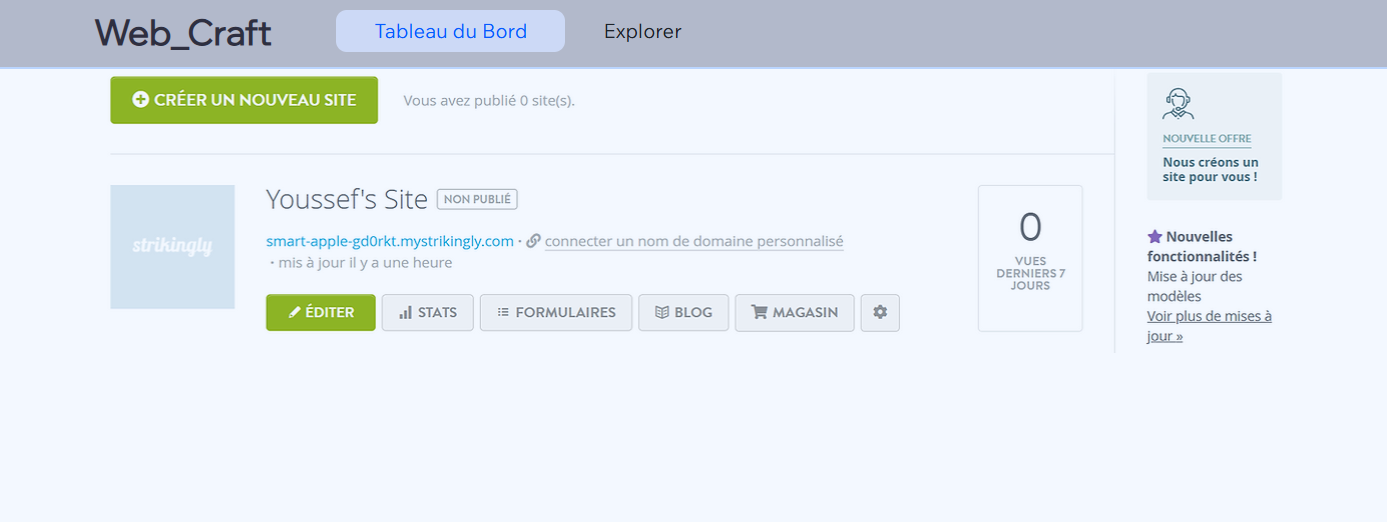 Web_Craft
Tableau du Bord
Explorer
CRÉER UN NOUVEAU SITE
Vous avez publié 0 site(s).
NOUVELLE OFFRE
Nous créons un
site pour vous !
strikingly
Youssef's Site NON PUBLIÉ
smart-apple-gd0rkt.mystrikingly.com · connecter un nom de domaine personnalisé
· mis à jour il y a une heure
ÉDITER
STATS
FORMULAIRES
BLOG
MAGASIN
0
VUES
DERNIERS 7
JOURS
Nouvelles
fonctionnalités !
Mise à jour des
modèles
Voir plus de mises à
jour »